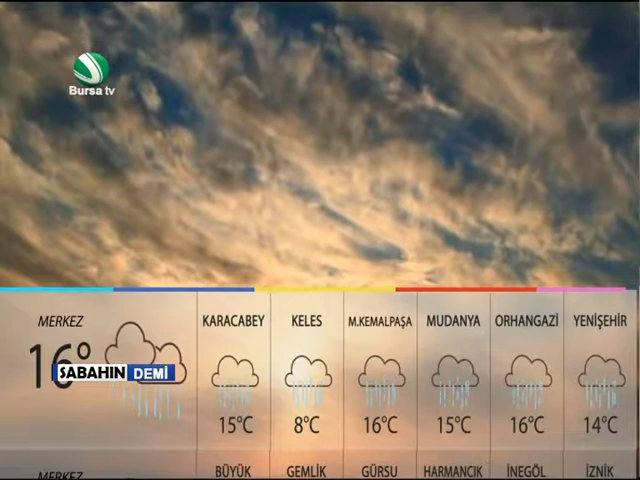 Bursa tv
MERKEZ
16°
SABAHIN DEMİ
KARACABEY
15°C
KELES
8°C
M.KEMALPAŞA
16°C
MUDANYA
15°C
ORHANGAZİ
16°C
YENİŞEHİR
14°C
MERKEZ
BÜYÜK
GEMLİK
GÜRSU
HARMANCIK
İNEGÖL
İZNİK